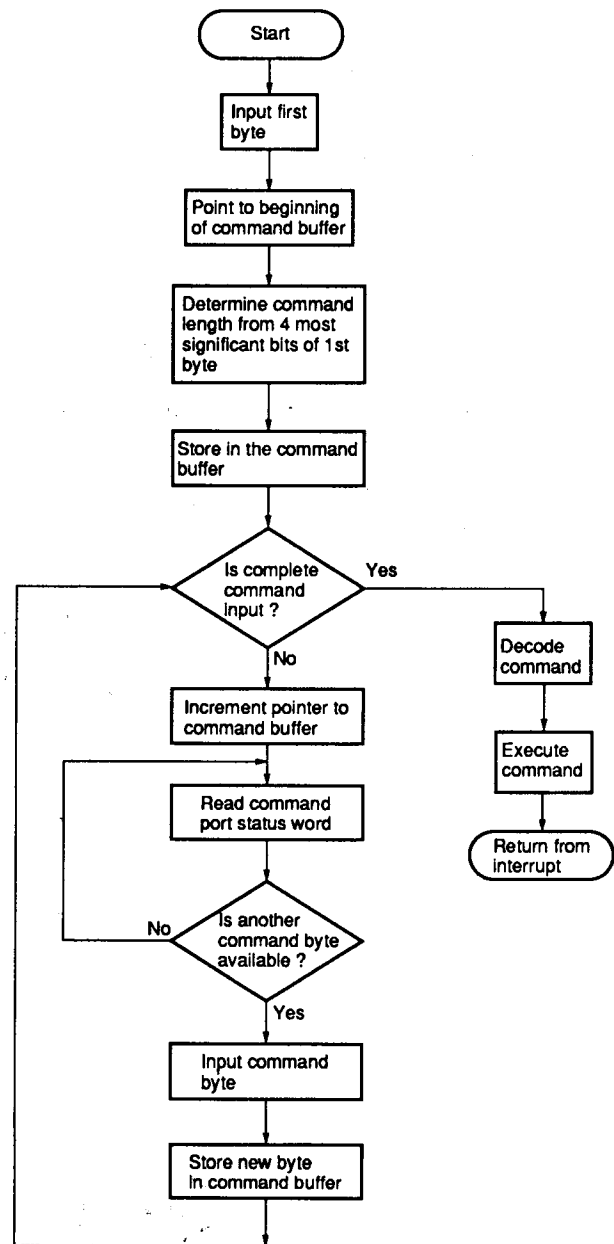 Start
Input first
byte
Point to beginning
of command buffer
Determine command
length from 4 most
significant bits of 1st
byte
Store in the command
buffer
Is complete
command
input ?
Yes
No
Decode
command
Execute
command
Return from
interrupt
Increment pointer to
command buffer
Read command
port status word
Is another
command byte
available ?
No
Yes
Input command
byte
Store new byte
in command buffer